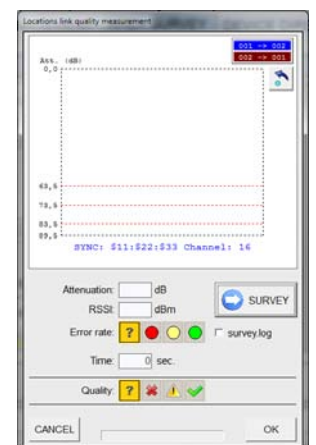 Locations link quality measurement
001 -> 002
Ass. (dB)
002 -> 001
0,0
63,5
73,5
83,5
89,5
SYNC: $11:$22:$33 Channel: 16
Attenuation: dB
SURVEY
RSSI: dBm
Error rate: ? survey.log
Time: 0 sec.
Quality: ?
CANCEL OK